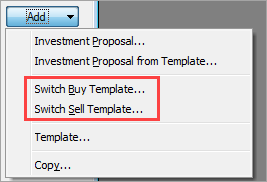 Add
Investment Proposal...
Investment Proposal from Template...
Switch Buy Template...
Switch Sell Template...
Template...
Copy...